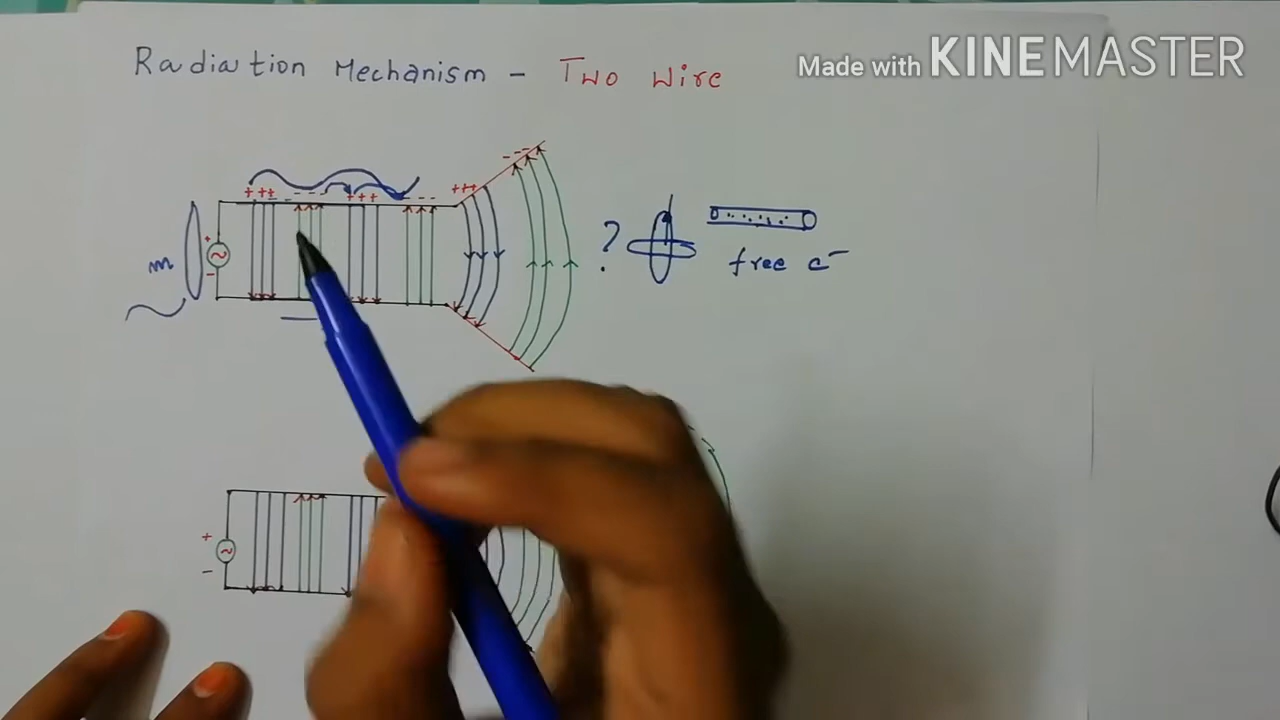 Radiation Mechanism - Two Wire
Made with KINEMASTER
+++ --- +++ ---
+++ ---
?
m
+
~
-
free e⁻
+
~
-